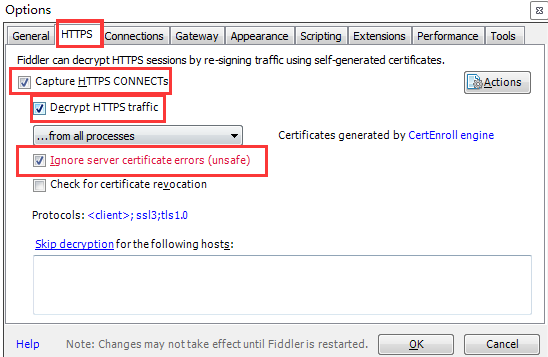 Options
General HTTPS Connections Gateway Appearance Scripting Extensions Performance Tools
Fiddler can decrypt HTTPS sessions by re-signing traffic using self-generated certificates.
Capture HTTPS CONNECTs
Actions
Decrypt HTTPS traffic
...from all processes
Certificates generated by CertEnroll engine
Ignore server certificate errors (unsafe)
Check for certificate revocation
Protocols: <client>; ssl3;tls1.0
Skip decryption for the following hosts:
Help Note: Changes may not take effect until Fiddler is restarted. OK Cancel